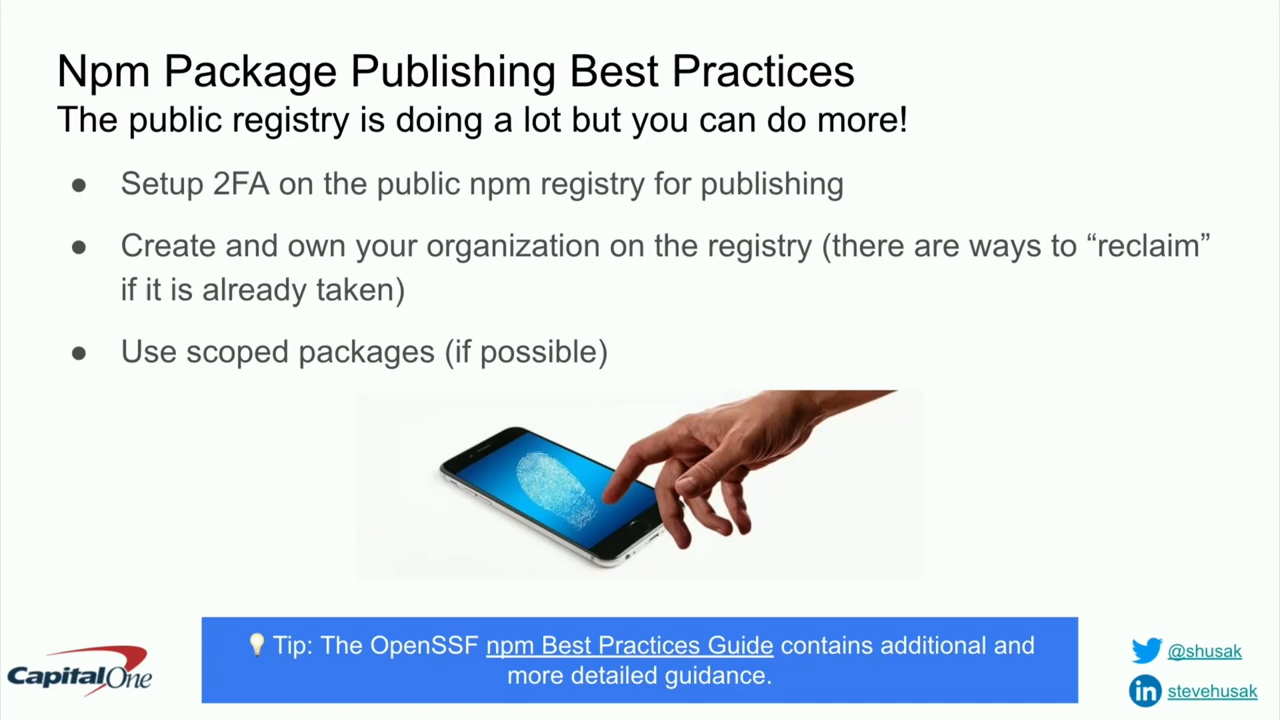 Npm Package Publishing Best Practices
The public registry is doing a lot but you can do more!
● Setup 2FA on the public npm registry for publishing
● Create and own your organization on the registry (there are ways to “reclaim”
if it is already taken)
● Use scoped packages (if possible)
💡 Tip: The OpenSSF npm Best Practices Guide contains additional and
more detailed guidance.
Capital One
@shusak
in stevehusak